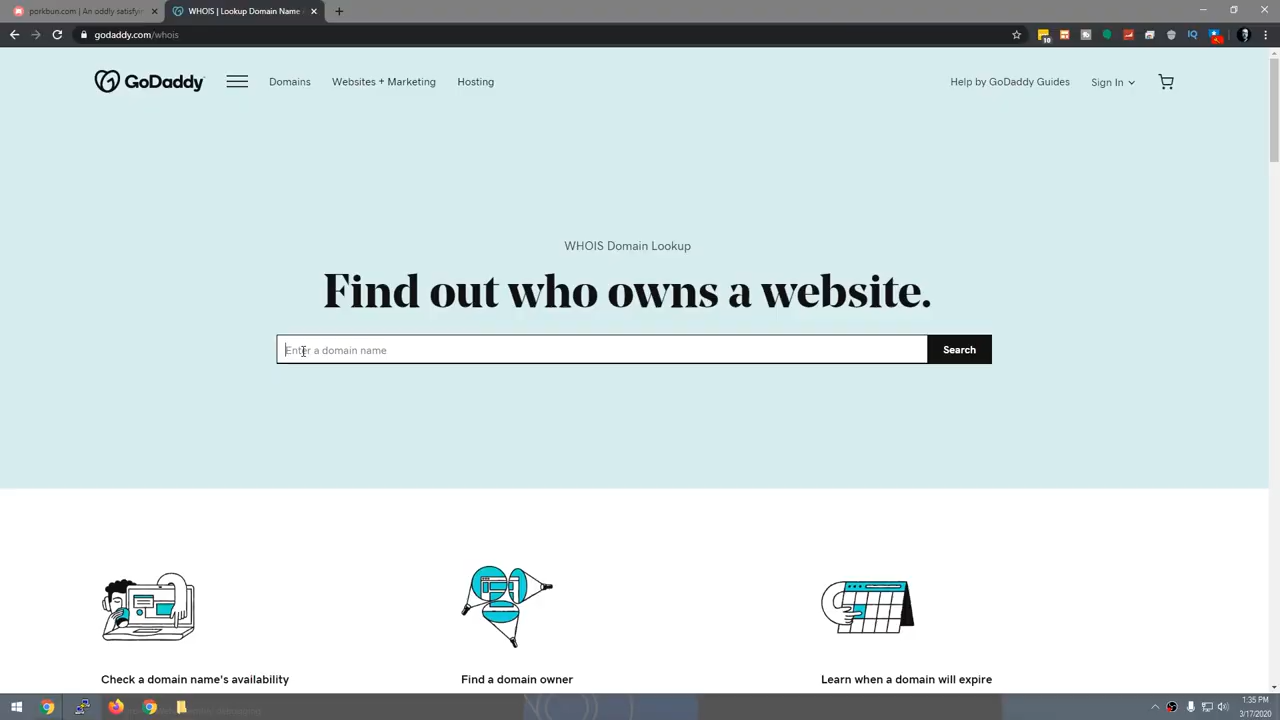 porkbun.com | An oddly satisfyi
WHOIS | Lookup Domain Name
godaddy.com/whois
10
GoDaddy
Domains
Websites + Marketing
Hosting
Help by GoDaddy Guides
Sign In
WHOIS Domain Lookup
Find out who owns a website.
Enter a domain name
Search
Check a domain name's availability
Find a domain owner
Learn when a domain will expire
1:35 PM
3/17/2020